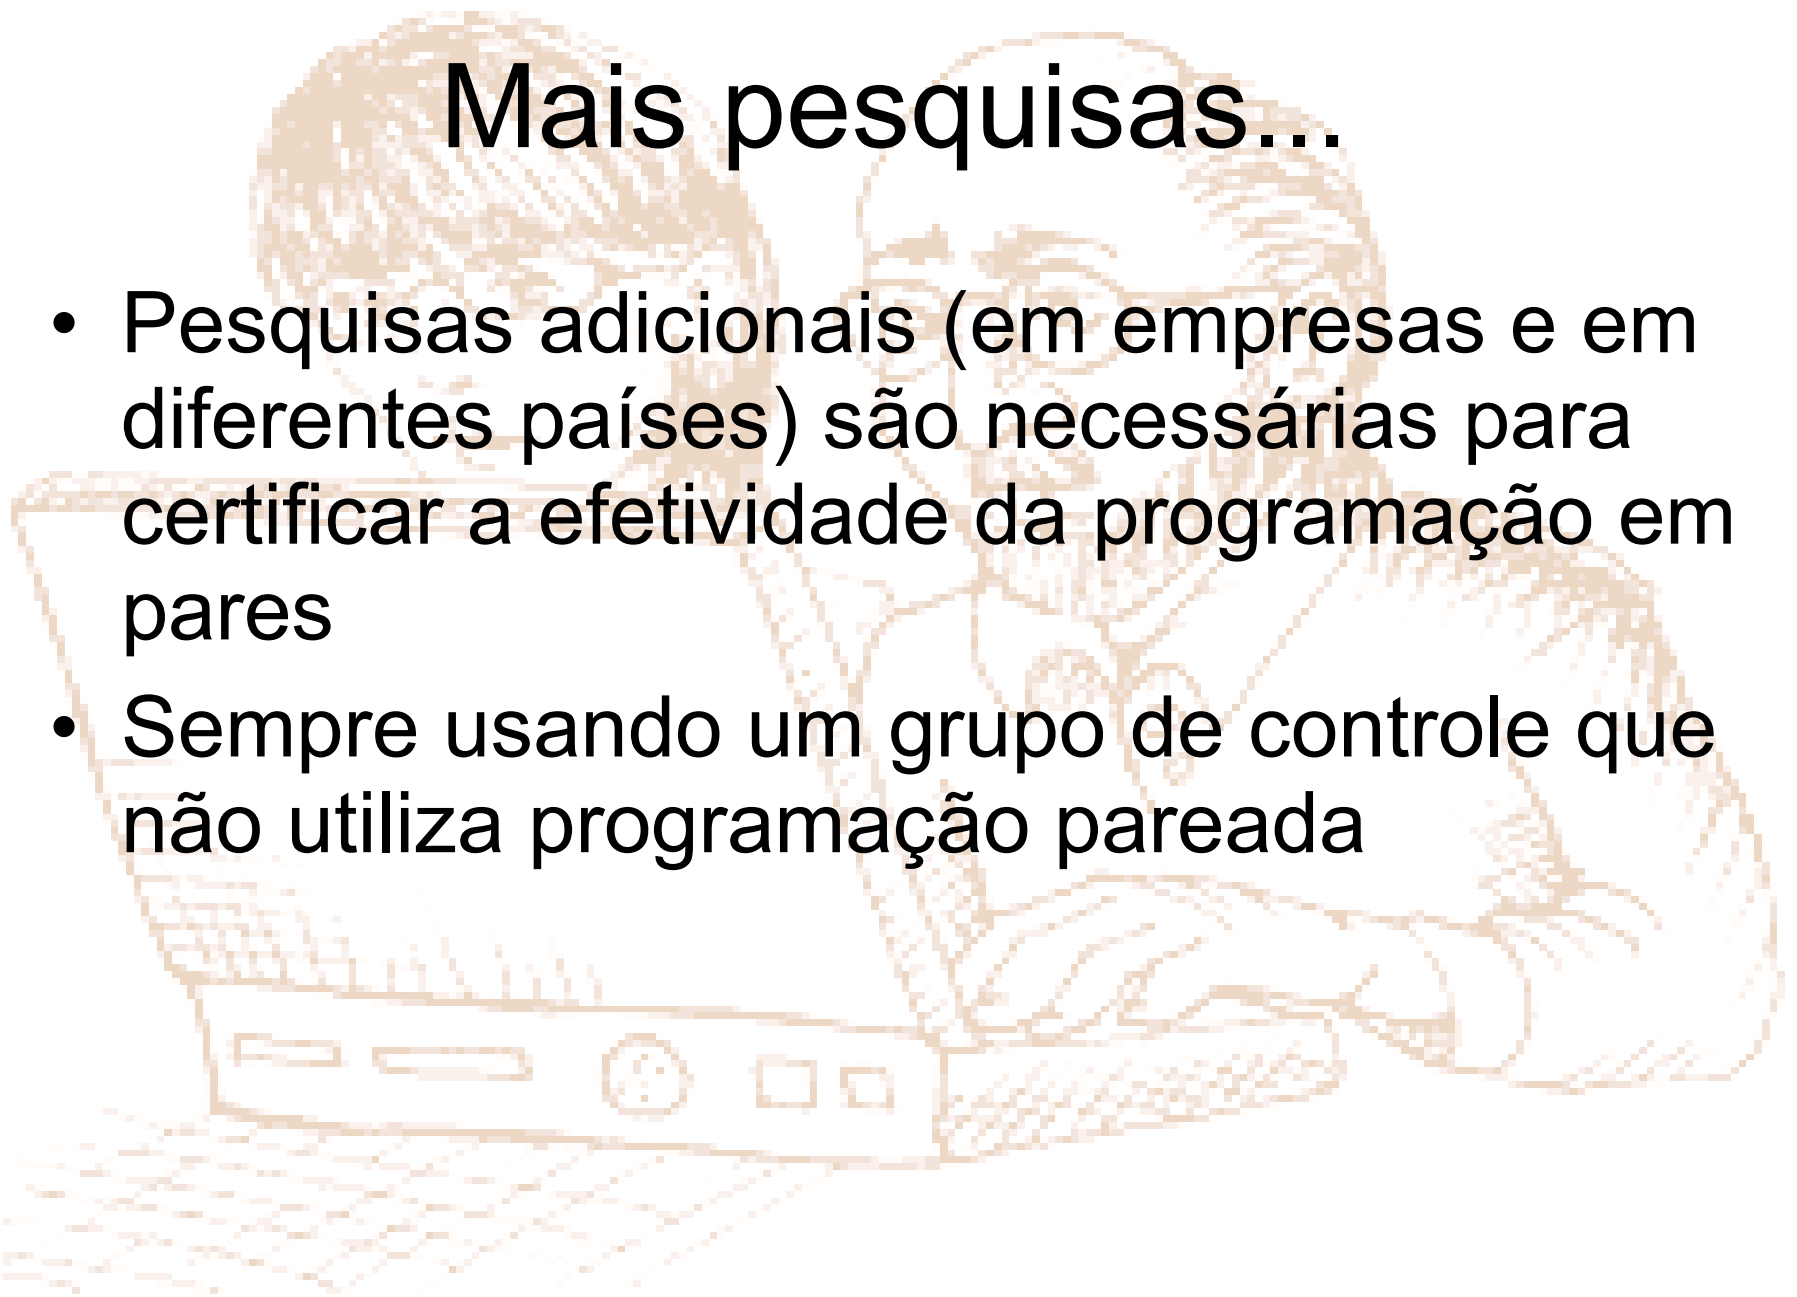 Mais pesquisas...
• Pesquisas adicionais (em empresas e em
diferentes países) são necessárias para
certificar a efetividade da programação em
pares
• Sempre usando um grupo de controle que
não utiliza programação pareada